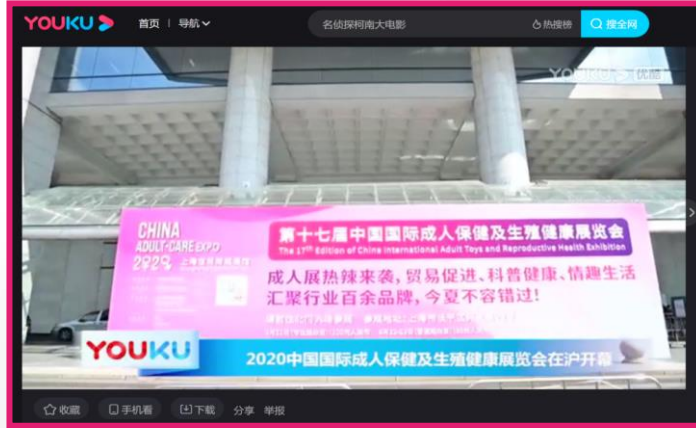 YOUKU
首页 | 导航
名侦探柯南大电影
热搜榜
搜全网
YOUKU 优酷
CHINA
ADULT-CARE EXPO
2020
第十七届中国国际成人保健及生殖健康展览会
The 17th Edition of China International Adult Toys and Reproductive Health Exhibition
成人展热辣来袭,贸易促进、科普健康、情趣生活
汇聚行业百余品牌,今夏不容错过!
YOUKU
2020中国国际成人保健及生殖健康展览会在沪开幕
收藏
手机看
下载
分享
举报